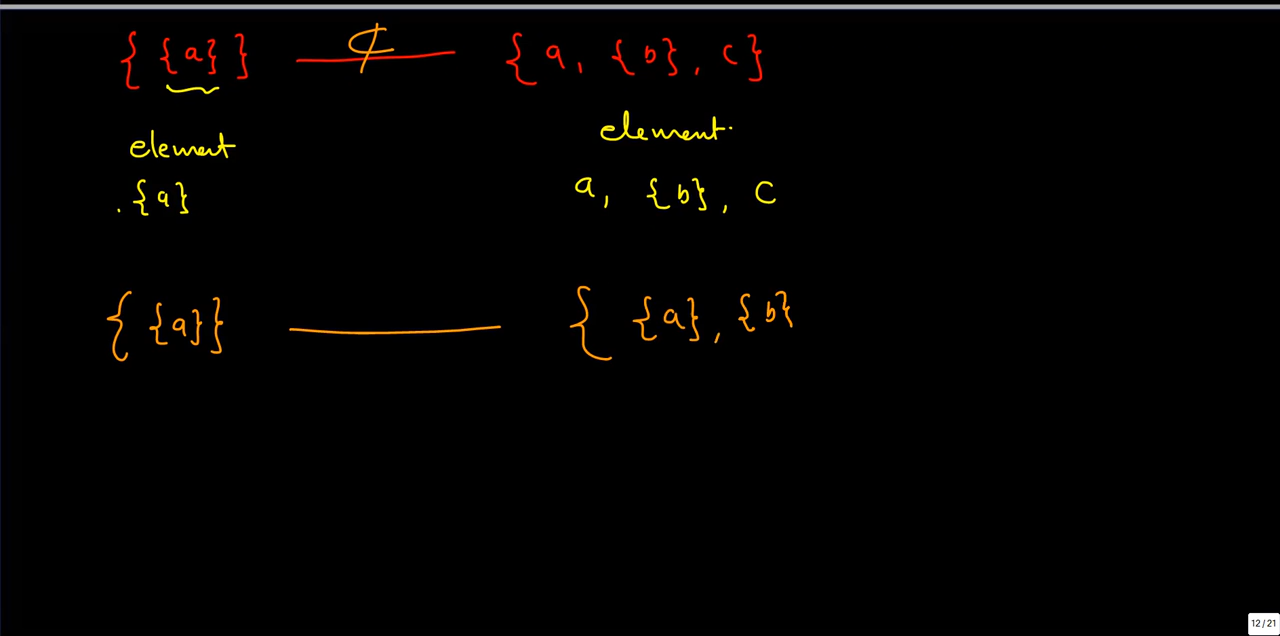 { {a} } ⊄ { a, {b}, c }
element element.
. {a} a, {b}, c
{ {a} } { {a}, {b}
12/21